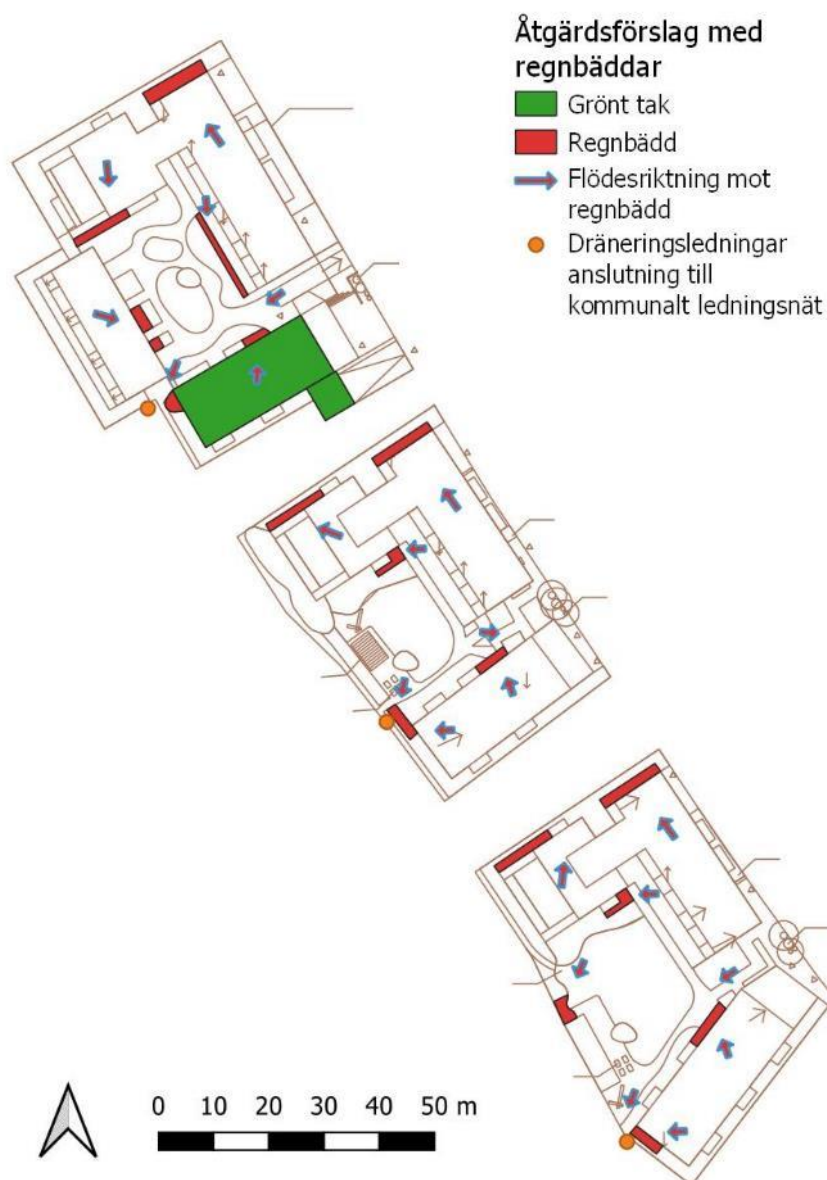 Åtgärdsförslag med
regnbäddar
Grönt tak
Regnbädd
Flödesriktning mot
regnbädd
Dräneringsledningar
anslutning till
kommunalt ledningsnät
0 10 20 30 40 50 m